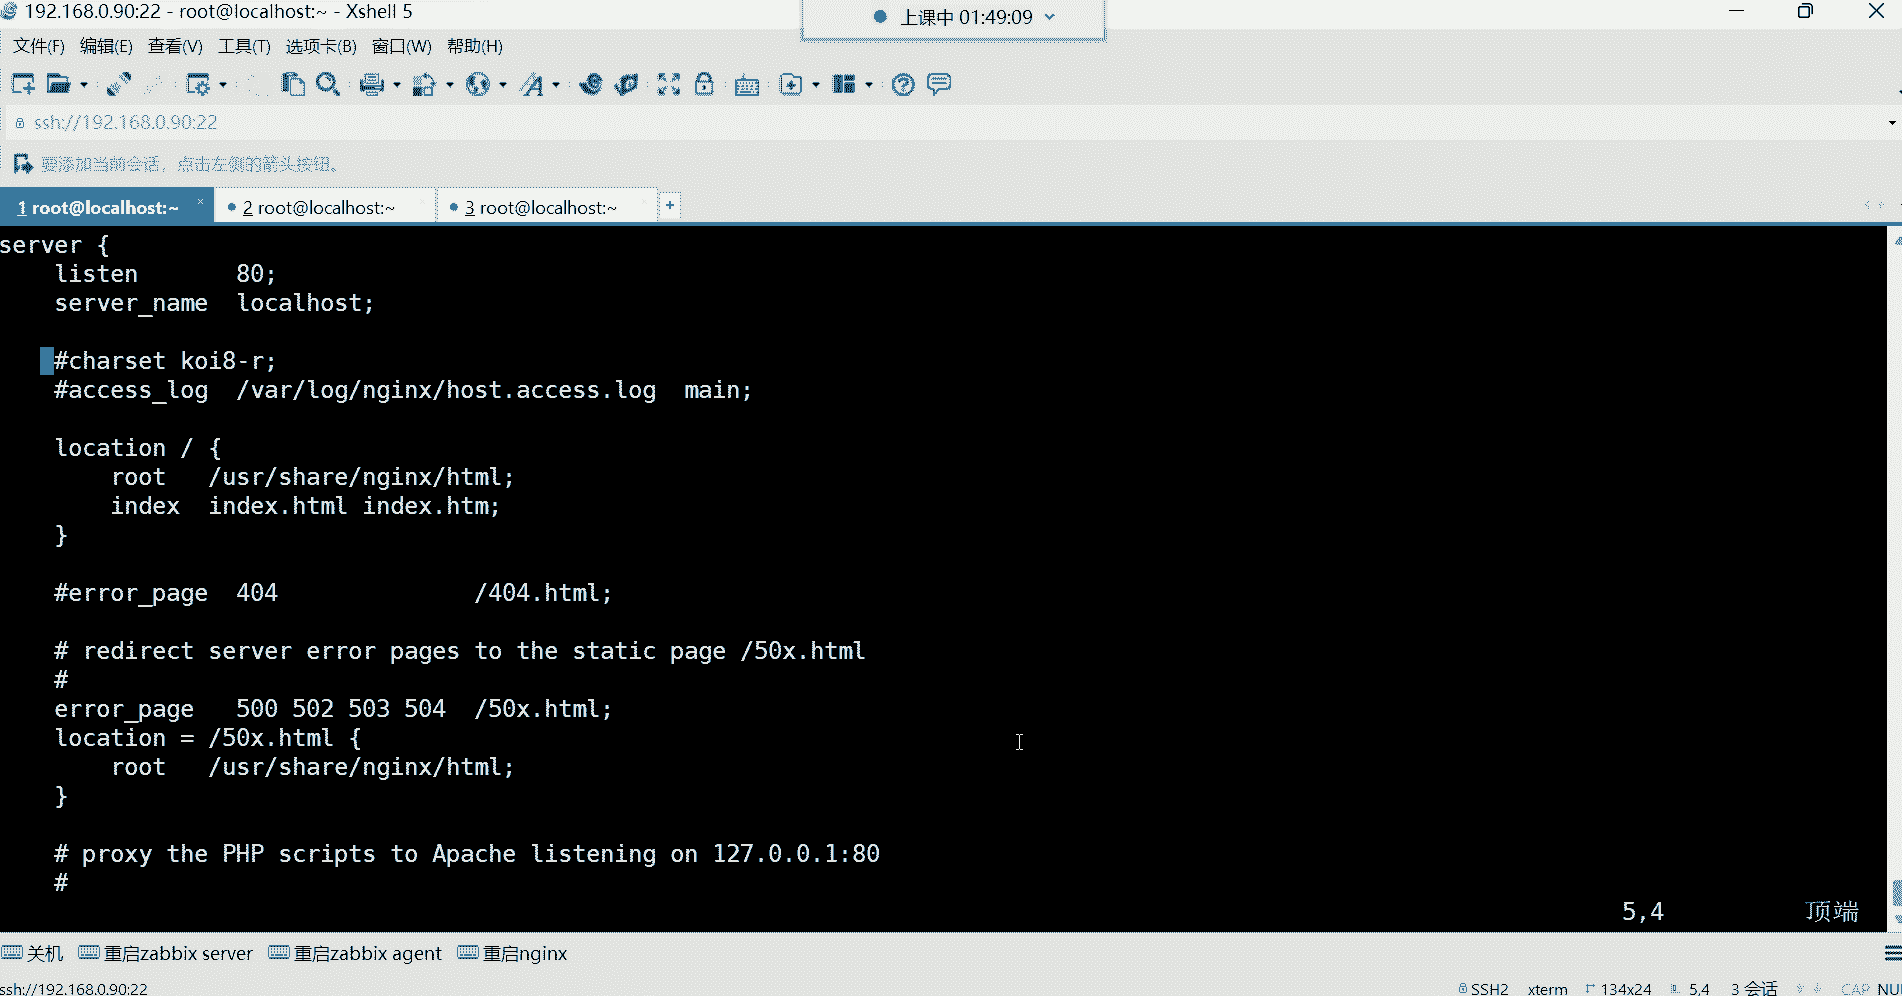 192.168.0.90:22 - root@localhost:~ - Xshell 5
上课中 01:49:09
文件(F) 编辑(E) 查看(V) 工具(T) 选项卡(B) 窗口(W) 帮助(H)
ssh://192.168.0.90:22
要添加当前会话，点击左侧的箭头按钮。
1 root@localhost:~ × 2 root@localhost:~ 3 root@localhost:~ +
server {
    listen       80;
    server_name  localhost;
    #charset koi8-r;
    #access_log  /var/log/nginx/host.access.log  main;
    location / {
        root   /usr/share/nginx/html;
        index  index.html index.htm;
    }
    #error_page  404              /404.html;
    # redirect server error pages to the static page /50x.html
    #
    error_page   500 502 503 504  /50x.html;
    location = /50x.html {
        root   /usr/share/nginx/html;
    }
    # proxy the PHP scripts to Apache listening on 127.0.0.1:80
    #
5,4 顶端
关机 重启zabbix server 重启zabbix agent 重启nginx
ssh://192.168.0.90:22 SSH2 xterm 134x24 5,4 3 会话 CAP NU